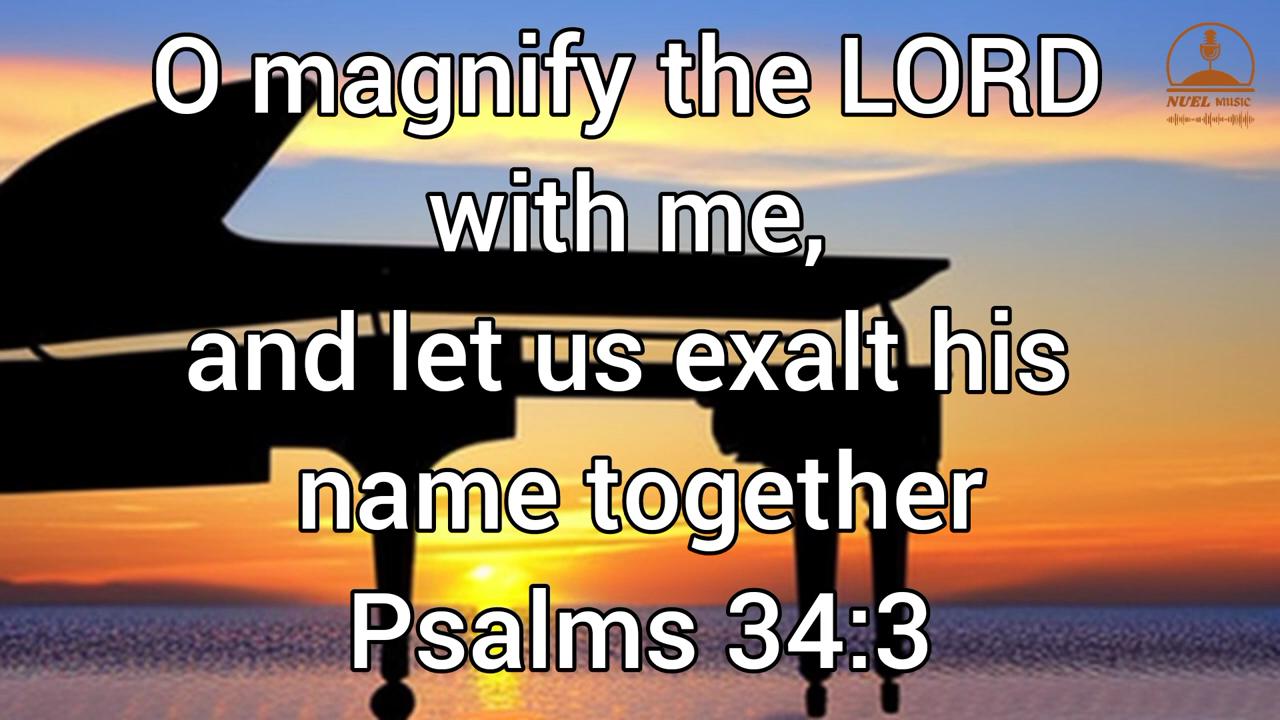 O magnify the LORD
with me,
and let us exalt his
name together
Psalms 34:3
NUEL MUSIC